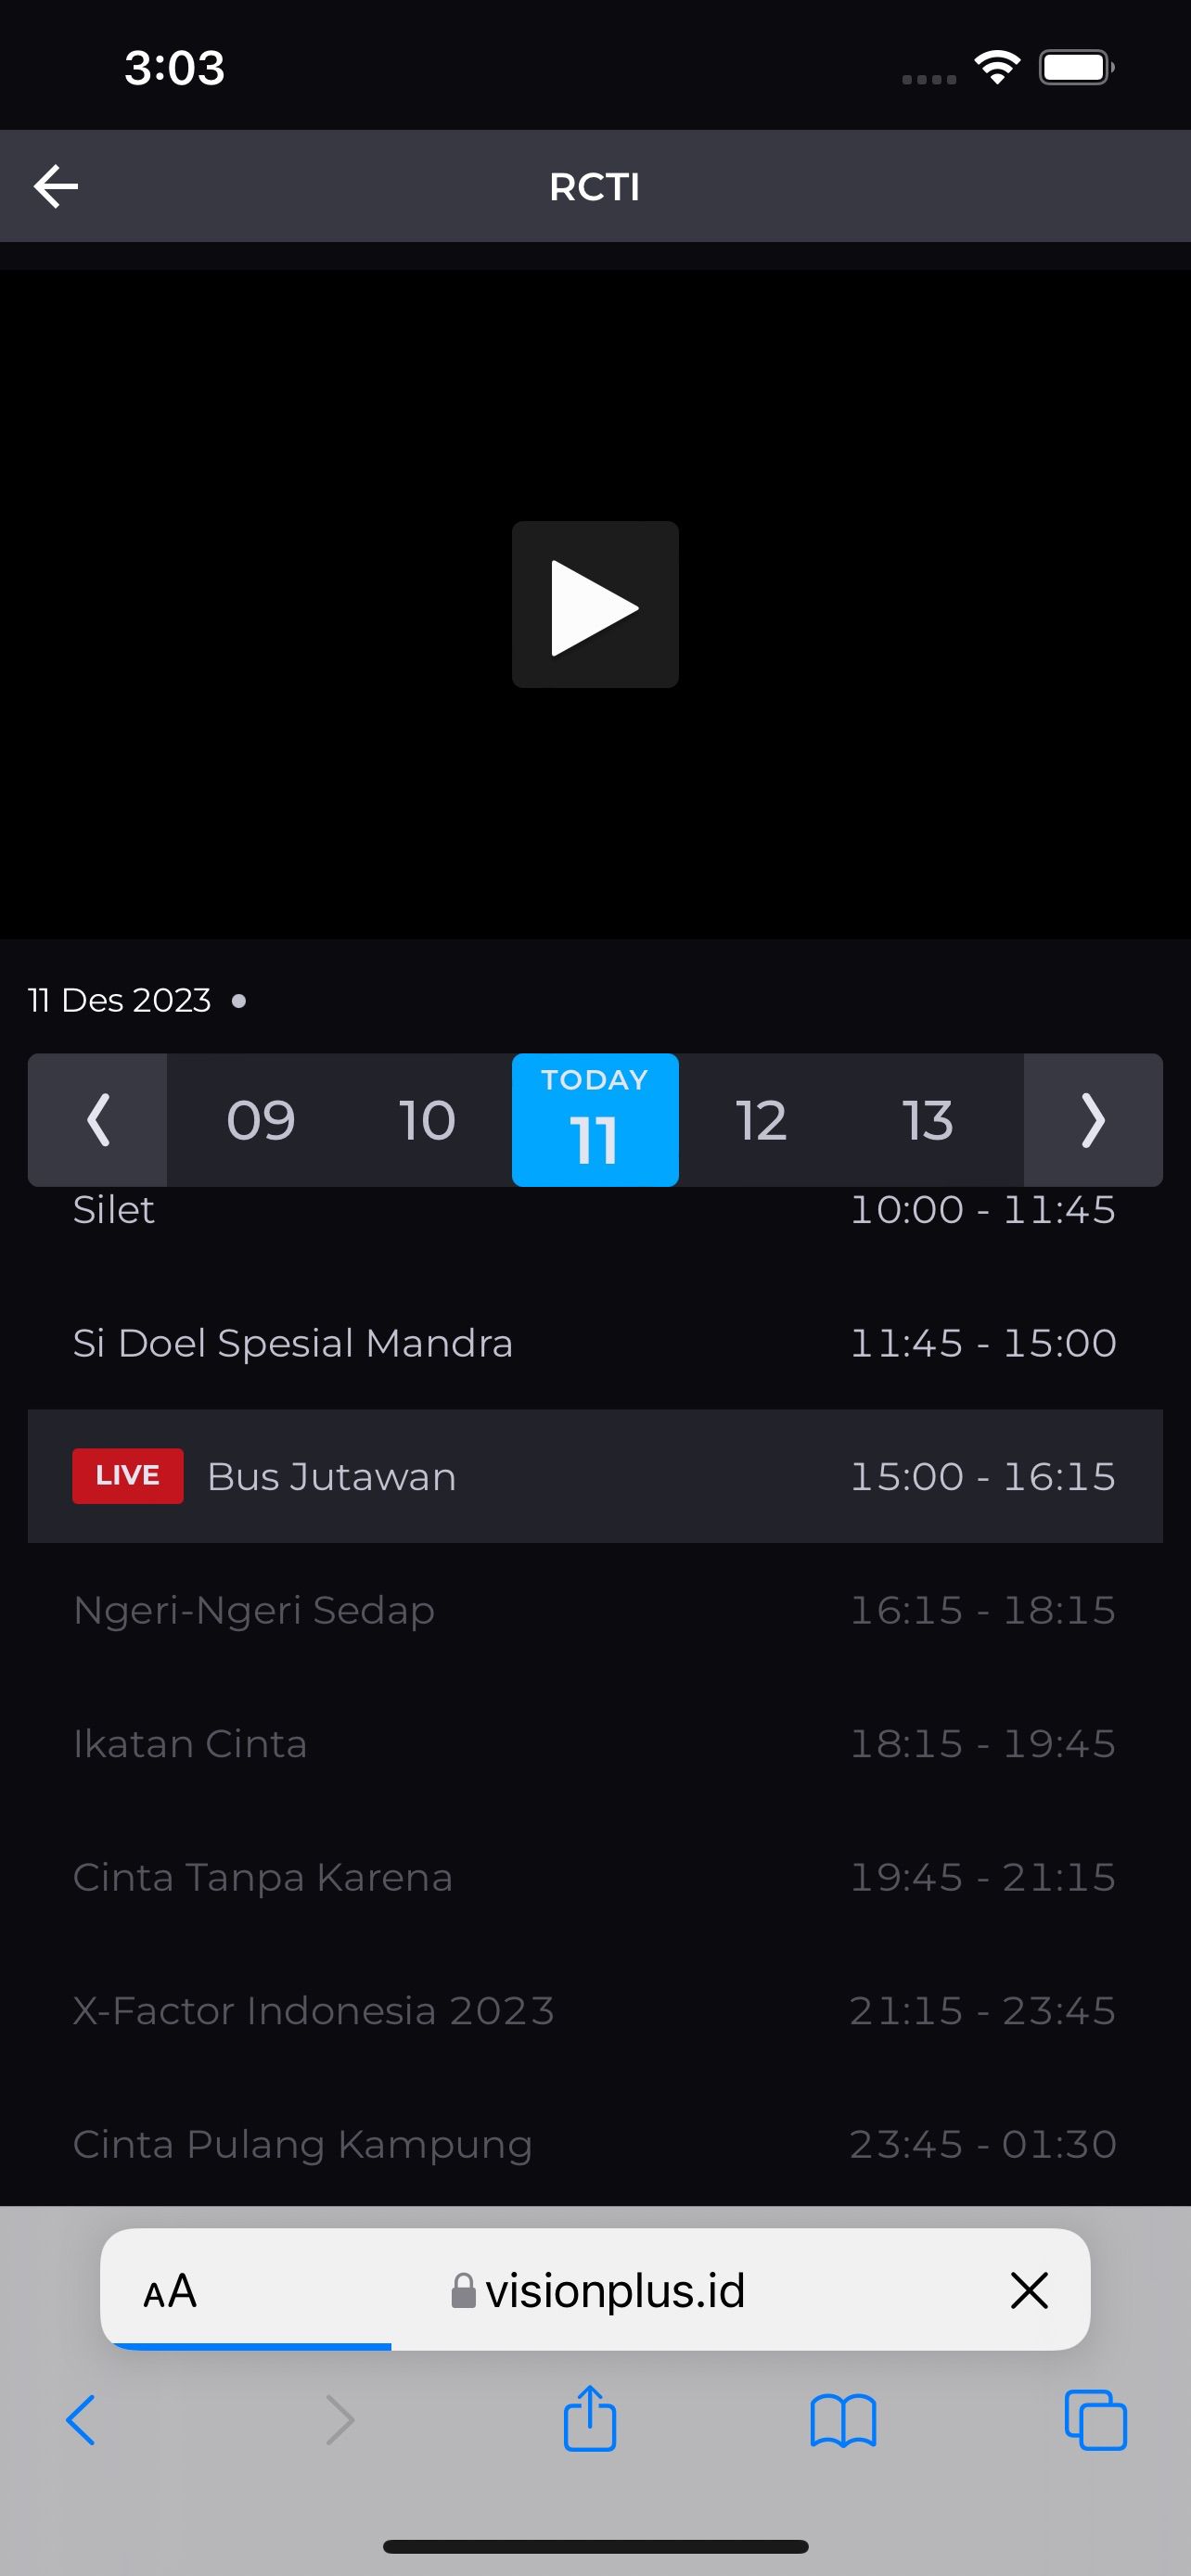 3:03
RCTI
11 Des 2023
09 10 TODAY 11 12 13
Silet 10:00 - 11:45
Si Doel Spesial Mandra 11:45 - 15:00
LIVE Bus Jutawan 15:00 - 16:15
Ngeri-Ngeri Sedap 16:15 - 18:15
Ikatan Cinta 18:15 - 19:45
Cinta Tanpa Karena 19:45 - 21:15
X-Factor Indonesia 2023 21:15 - 23:45
Cinta Pulang Kampung 23:45 - 01:30
AA visionplus.id